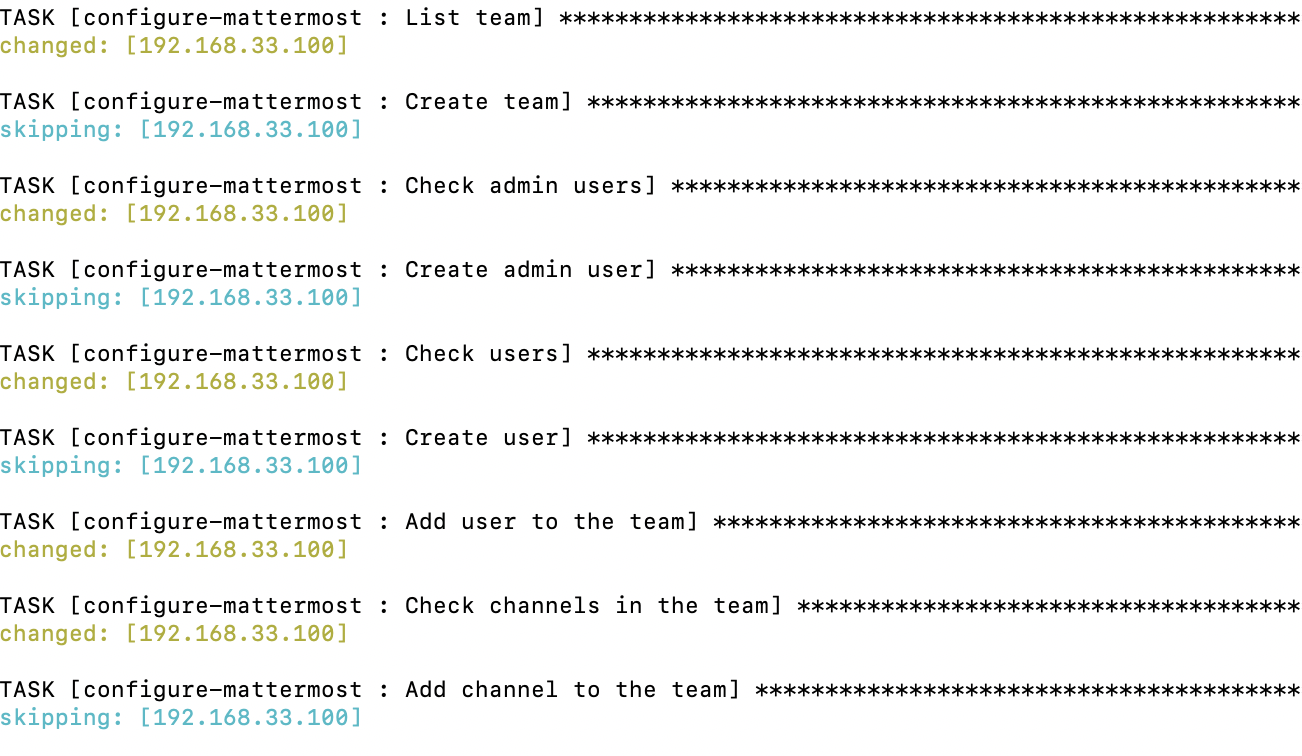 TASK [configure-mattermost : List team] *****************************************************
changed: [192.168.33.100]
TASK [configure-mattermost : Create team] ***************************************************
skipping: [192.168.33.100]
TASK [configure-mattermost : Check admin users] *********************************************
changed: [192.168.33.100]
TASK [configure-mattermost : Create admin user] *********************************************
skipping: [192.168.33.100]
TASK [configure-mattermost : Check users] ***************************************************
changed: [192.168.33.100]
TASK [configure-mattermost : Create user] ***************************************************
skipping: [192.168.33.100]
TASK [configure-mattermost : Add user to the team] ******************************************
changed: [192.168.33.100]
TASK [configure-mattermost : Check channels in the team] ************************************
changed: [192.168.33.100]
TASK [configure-mattermost : Add channel to the team] ***************************************
skipping: [192.168.33.100]